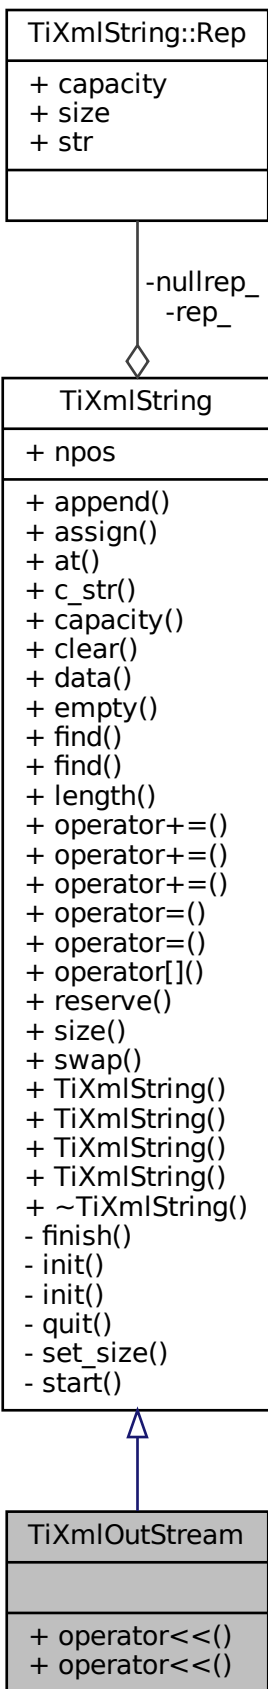 TiXmlString::Rep
+ capacity
+ size
+ str
-nullrep_
-rep_
TiXmlString
+ npos
+ append()
+ assign()
+ at()
+ c_str()
+ capacity()
+ clear()
+ data()
+ empty()
+ find()
+ find()
+ length()
+ operator+=()
+ operator+=()
+ operator+=()
+ operator=()
+ operator=()
+ operator[]()
+ reserve()
+ size()
+ swap()
+ TiXmlString()
+ TiXmlString()
+ TiXmlString()
+ TiXmlString()
+ ~TiXmlString()
- finish()
- init()
- init()
- quit()
- set_size()
- start()
TiXmlOutStream
+ operator<<()
+ operator<<()